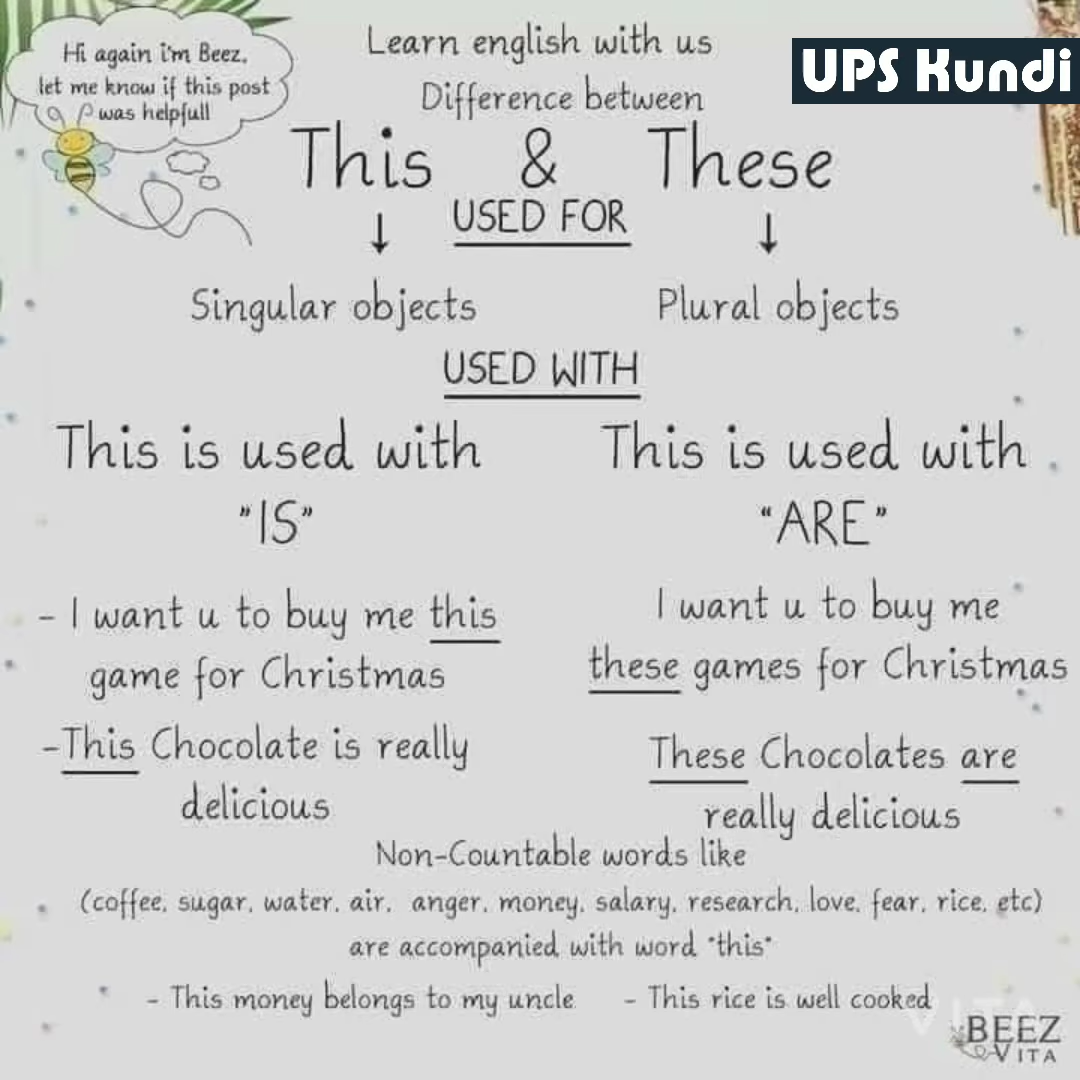 Hi again i'm Beez,
let me know if this post
was helpfull
Learn english with us
UPS Kundi
Difference between
This & These
USED FOR
Singular objects Plural objects
USED WITH
This is used with
"IS"
This is used with
"ARE"
- I want u to buy me this
game for Christmas
I want u to buy me
these games for Christmas
-This Chocolate is really
delicious
These Chocolates are
really delicious
Non-Countable words like
(coffee, sugar, water, air, anger, money, salary, research, love, fear, rice, etc)
are accompanied with word "this"
- This money belongs to my uncle - This rice is well cooked
VITA
BEEZ
VITA